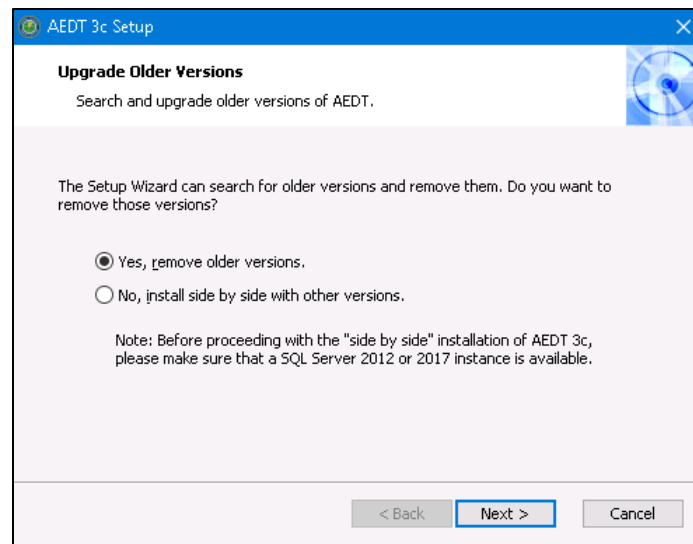 AEDT 3c Setup
Upgrade Older Versions
Search and upgrade older versions of AEDT.
The Setup Wizard can search for older versions and remove them. Do you want to
remove those versions?
Yes, remove older versions.
No, install side by side with other versions.
Note: Before proceeding with the "side by side" installation of AEDT 3c,
please make sure that a SQL Server 2012 or 2017 instance is available.
< Back Next > Cancel